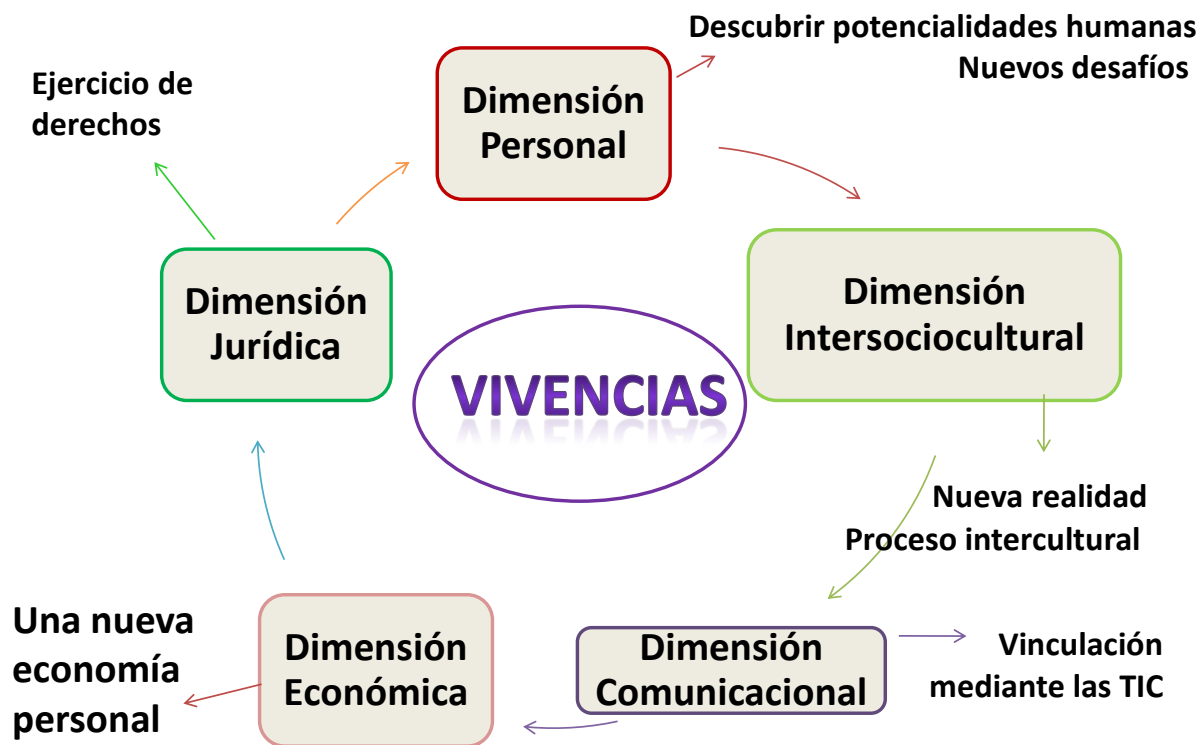 Descubrir potencialidades humanas
Nuevos desafíos
Ejercicio de
derechos
Dimensión
Personal
Dimensión
Jurídica
Dimensión
Intersociocultural
VIVENCIAS
Nueva realidad
Proceso intercultural
Una nueva
economía
personal
Dimensión
Económica
Dimensión
Comunicacional
Vinculación
mediante las TIC